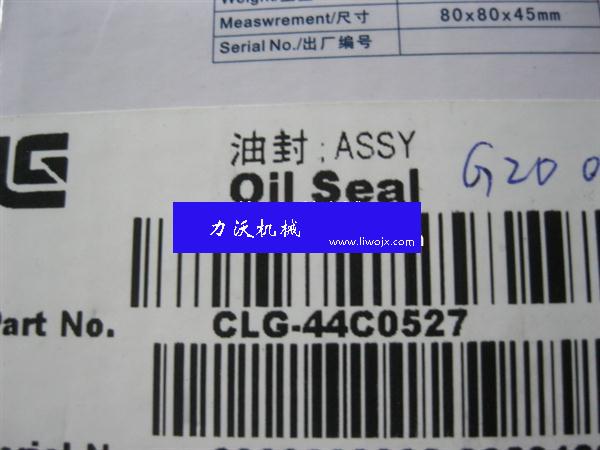 Measwrement/尺寸 80x80x45mm
Serial No./出厂编号
油封:ASSY
Oil Seal
G20
力沃机械
www.liwojx.com
Part No. CLG-44C0527